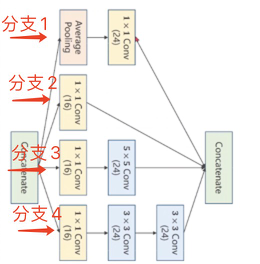 分支1
Average
Pooling
1×1 Conv
(24)
分支2
1×1 Conv
(16)
分支3
Concatenate
1×1 Conv
(16)
5×5 Conv
(24)
Concatenate
分支4
1×1 Conv
(16)
3×3 Conv
(24)
3×3 Conv
(24)